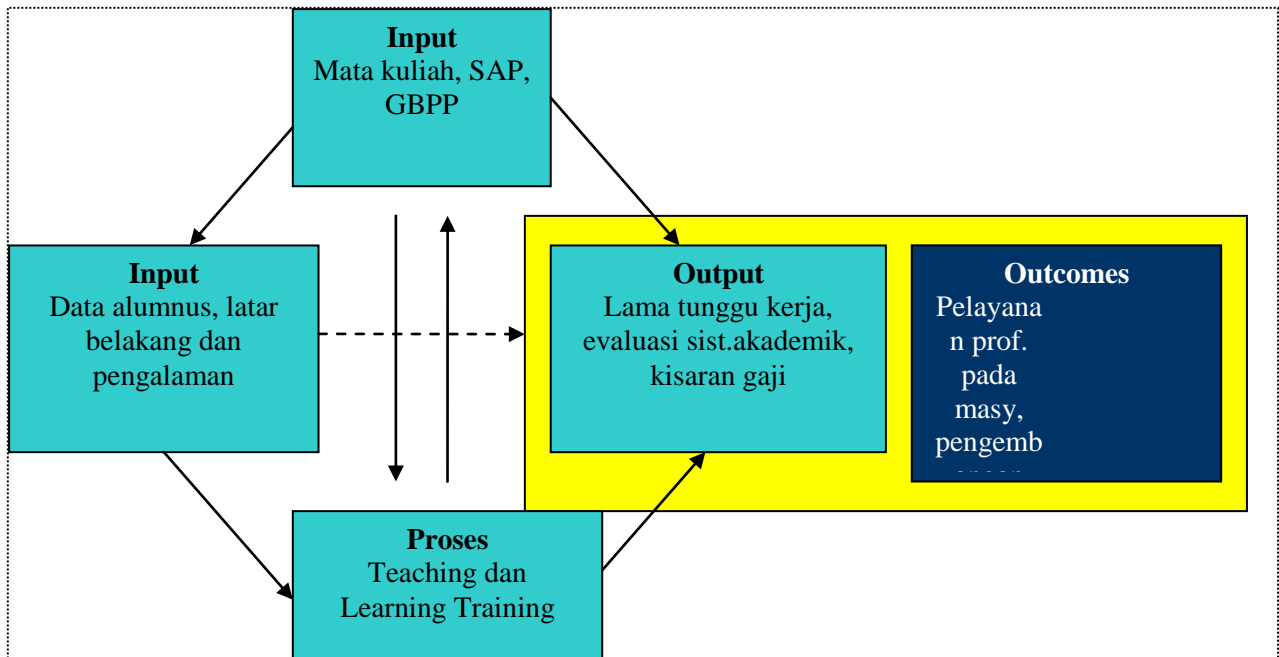 Input
Mata kuliah, SAP,
GBPP
Input
Data alumnus, latar
belakang dan
pengalaman
Output
Lama tunggu kerja,
evaluasi sist.akademik,
kisaran gaji
Outcomes
Pelayana
n prof.
pada
masy,
pengemb
Proses
Teaching dan
Learning Training